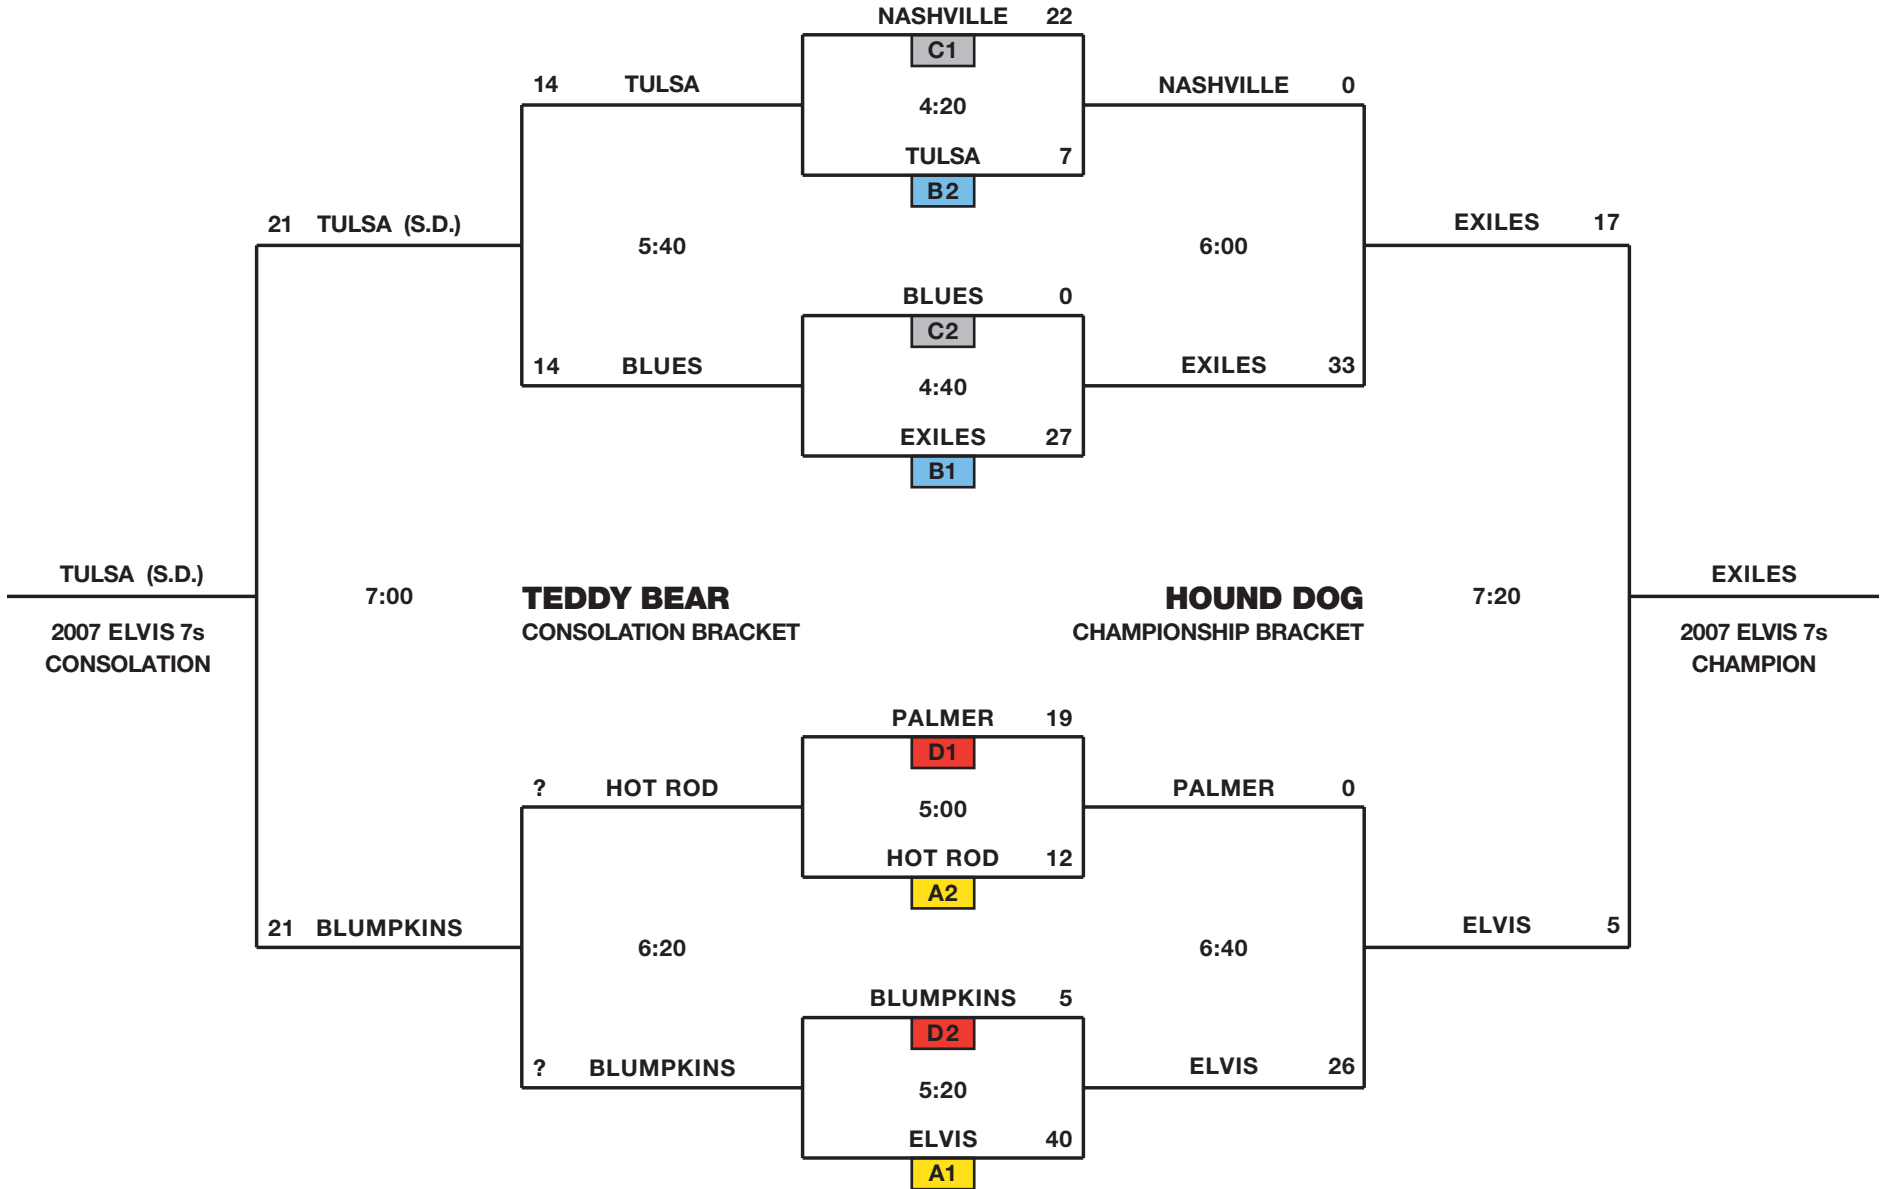 NASHVILLE 22
C1
14 TULSA
4:20
NASHVILLE 0
TULSA 7
B2
21 TULSA (S.D.)
5:40
6:00
EXILES 17
BLUES 0
C2
14 BLUES
4:40
EXILES 33
EXILES 27
B1
TULSA (S.D.)
7:00
2007 ELVIS 7s
CONSOLATION
TEDDY BEAR
CONSOLATION BRACKET
HOUND DOG
CHAMPIONSHIP BRACKET
7:20
EXILES
2007 ELVIS 7s
CHAMPION
PALMER 19
D1
? HOT ROD
5:00
PALMER 0
HOT ROD 12
A2
21 BLUMPKINS
6:20
6:40
ELVIS 5
BLUMPKINS 5
D2
? BLUMPKINS
5:20
ELVIS 26
ELVIS 40
A1